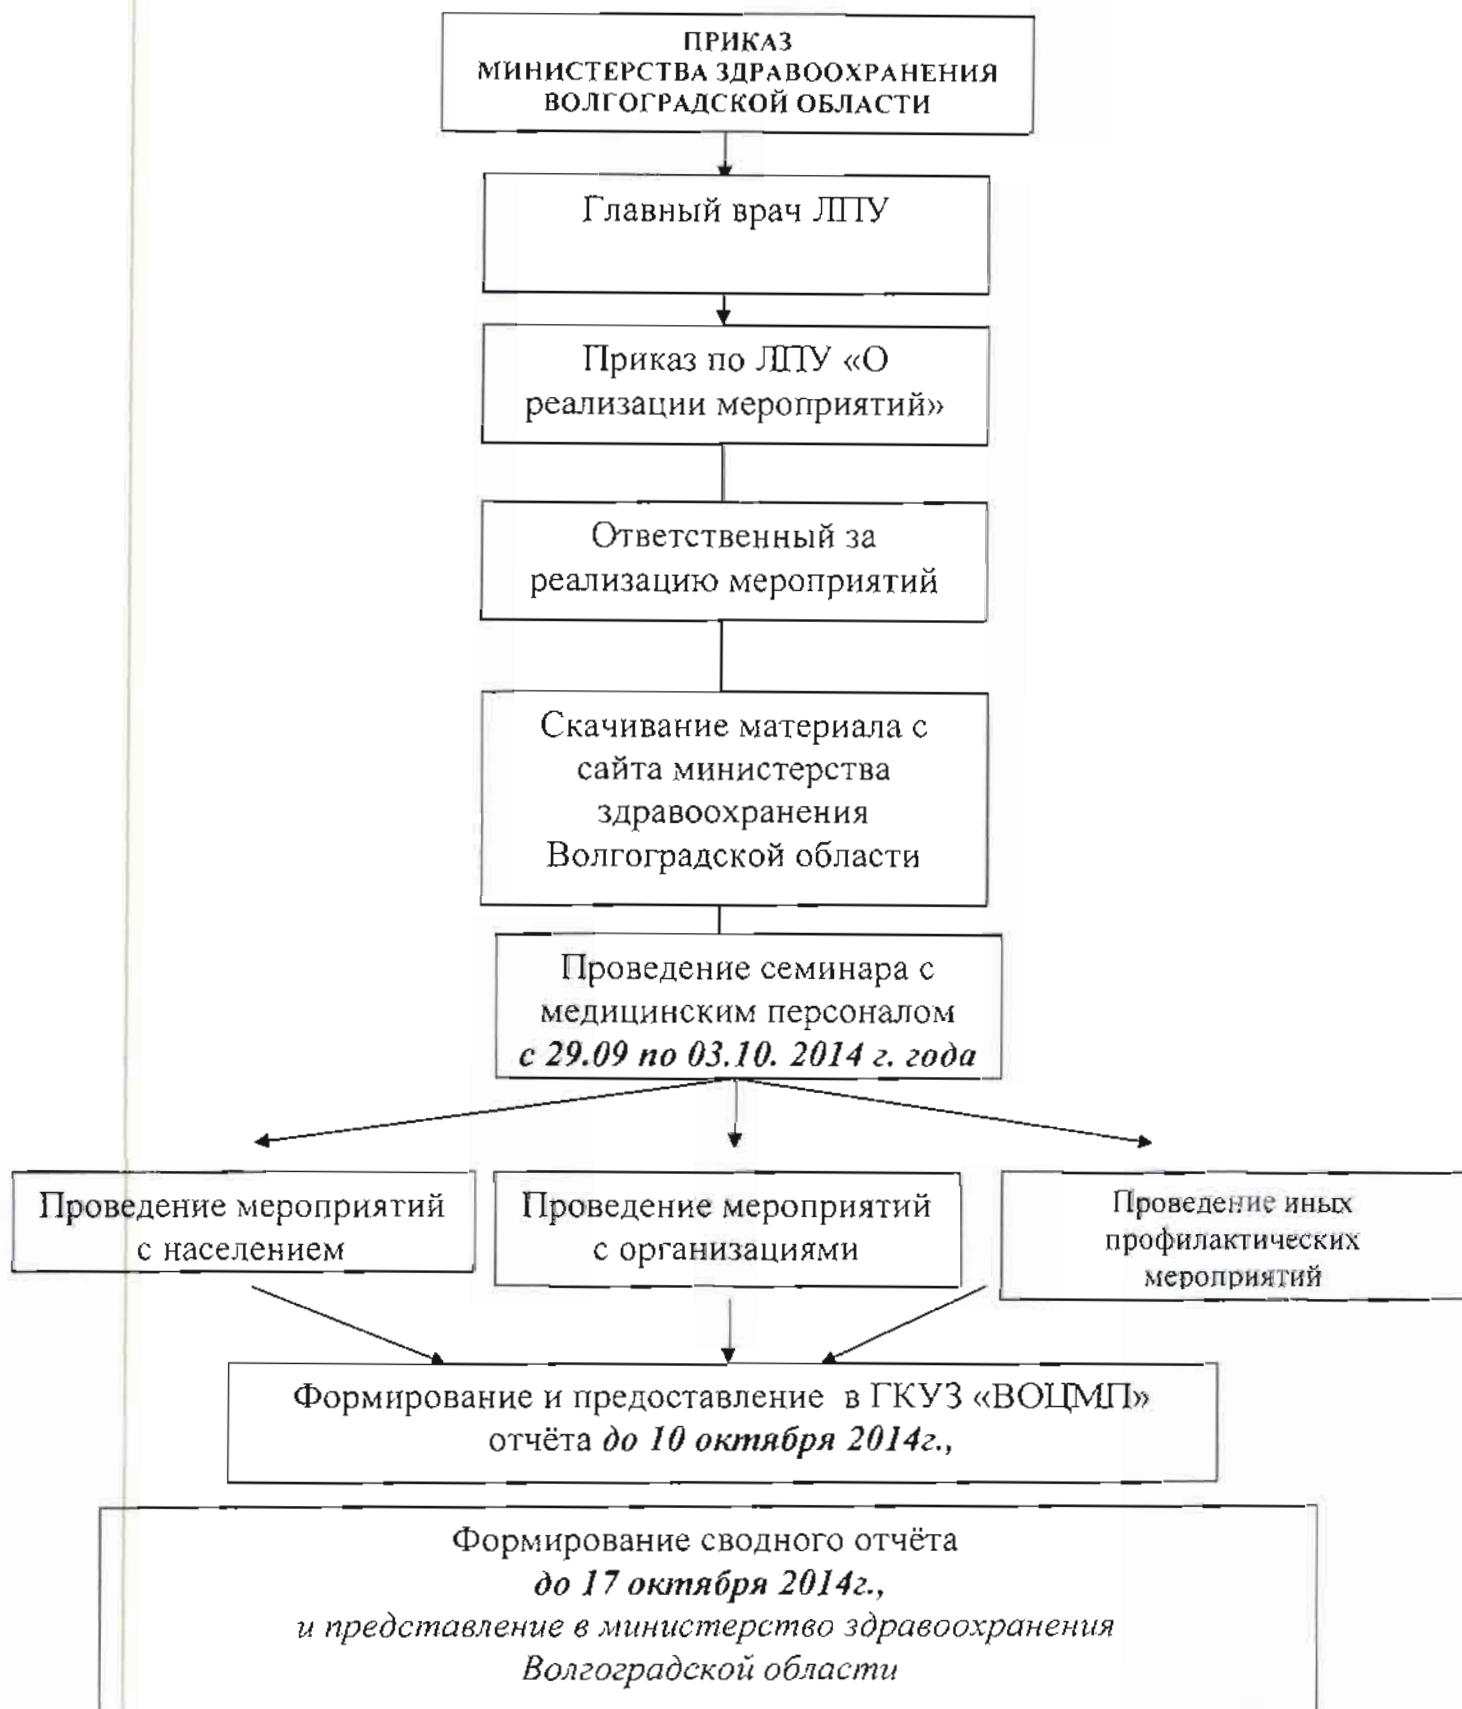 ПРИКАЗ
МИНИСТЕРСТВА ЗДРАВООХРАНЕНИЯ
ВОЛГОГРАДСКОЙ ОБЛАСТИ
Главный врач ЛПУ
Приказ по ЛПУ «О
реализации мероприятий»
Ответственный за
реализацию мероприятий
Скачивание материала с
сайта министерства
здравоохранения
Волгоградской области
Проведение семинара с
медицинским персоналом
с 29.09 по 03.10. 2014 г. года
Проведение мероприятий
с населением
Проведение мероприятий
с организациями
Проведение иных
профилактических
мероприятий
Формирование и предоставление в ГКУЗ «ВОЦМП»
отчёта до 10 октября 2014г.,
Формирование сводного отчёта
до 17 октября 2014г.,
и представление в министерство здравоохранения
Волгоградской области